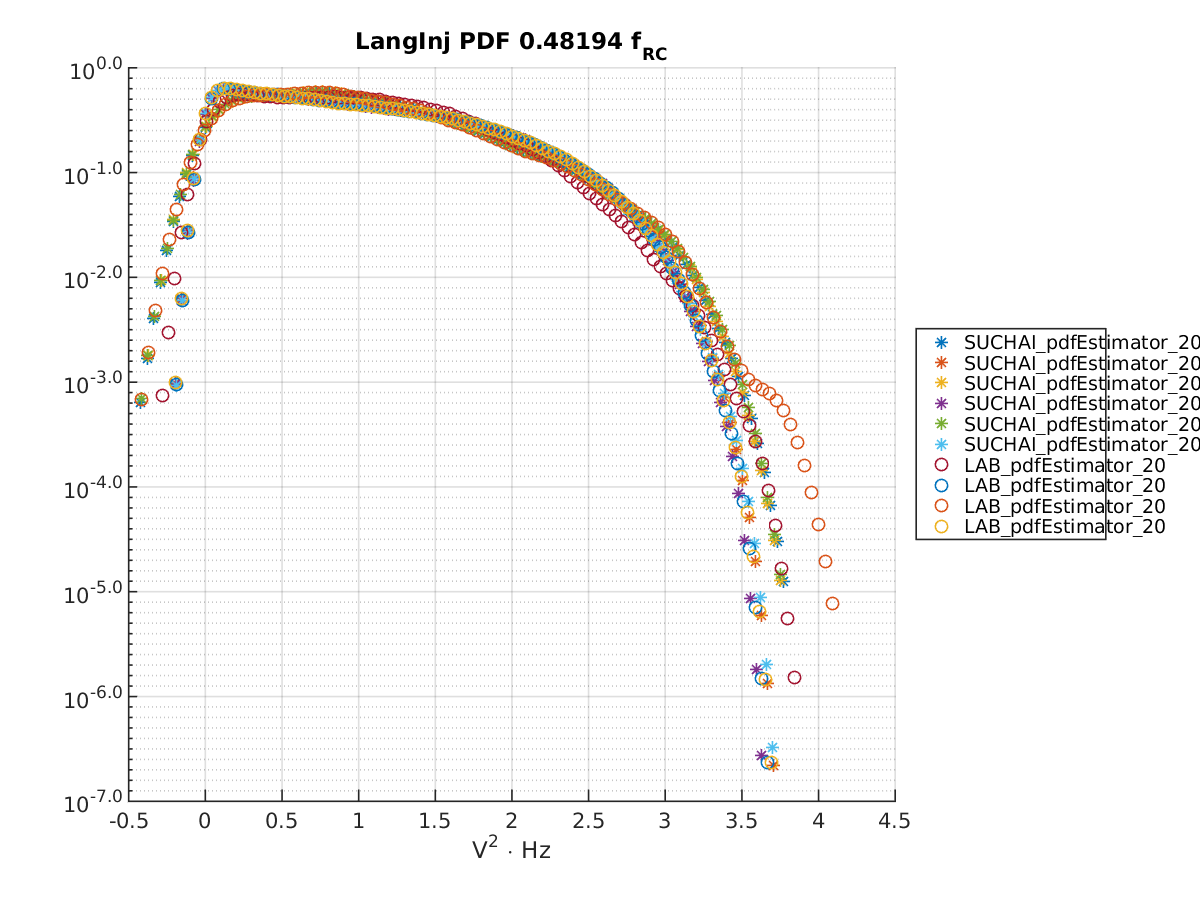 LangInj PDF 0.48194 f_RC
10^0.0
10^-1.0
10^-2.0
10^-3.0
10^-4.0
10^-5.0
10^-6.0
10^-7.0
-0.5 0 0.5 1 1.5 2 2.5 3 3.5 4 4.5
V^2 · Hz
SUCHAI_pdfEstimator_20
SUCHAI_pdfEstimator_20
SUCHAI_pdfEstimator_20
SUCHAI_pdfEstimator_20
SUCHAI_pdfEstimator_20
SUCHAI_pdfEstimator_20
LAB_pdfEstimator_20
LAB_pdfEstimator_20
LAB_pdfEstimator_20
LAB_pdfEstimator_20